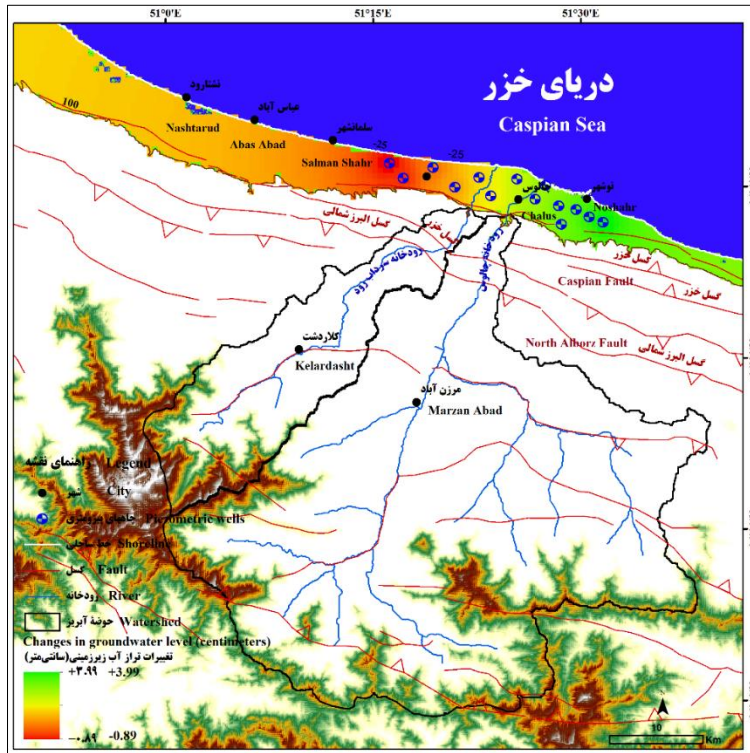 51°0'E
51°15'E
51°30'E
دریای خزر
Caspian Sea
نشتارود
Nashtarud
100
عباس آباد
Abas Abad
سلمانشهر
Salman Shahr
-25
-25
چالوس
Chalus
نوشهر
Noshahr
گسل خزر
گسل خزر
گسل خزر
Caspian Fault
گسل البرز شمالی
گسل البرز شمالی
North Alborz Fault
رودخانه سرداب رود
رودخانه چالوس
کلاردشت
Kelardasht
مرزن آباد
Marzan Abad
راهنمای نقشه Legend
شهر City
چاههای پیزومتری Piezometric wells
خط ساحلی Shoreline
گسل Fault
رودخانه River
حوضهٔ آبریز Watershed
Changes in groundwater level (centimeters)
تغییرات تراز آب زیرزمینی(سانتی‌متر)
+۳.۹۹ +3.99
-۰.۸۹ -0.89
10
Km